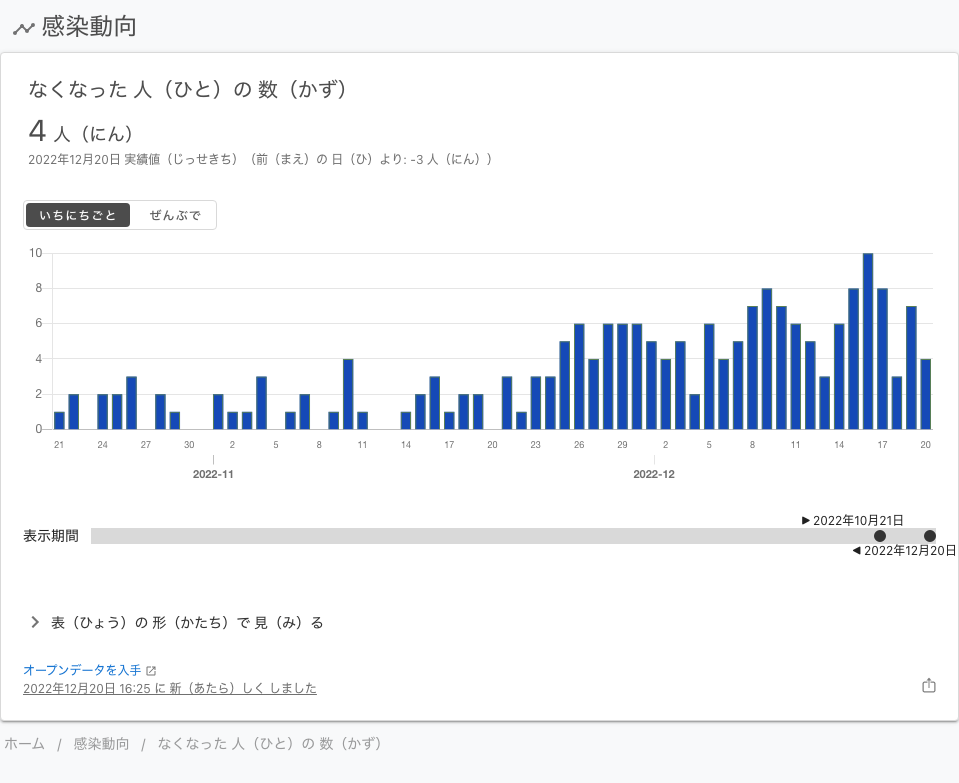 感染動向
なくなった 人（ひと）の 数（かず）
4 人（にん）
2022年12月20日 実績値（じっせきち）（前（まえ）の 日（ひ）より: -3 人（にん））
いちにちごと ぜんぶで
10
8
6
4
2
0
21 24 27 30 2 5 8 11 14 17 20 23 26 29 2 5 8 11 14 17 20
2022-11 2022-12
2022年10月21日
表示期間
2022年12月20日
表（ひょう）の 形（かたち）で 見（み）る
オープンデータを入手
2022年12月20日 16:25 に 新（あたら）しく しました
ホーム / 感染動向 / なくなった 人（ひと）の 数（かず）